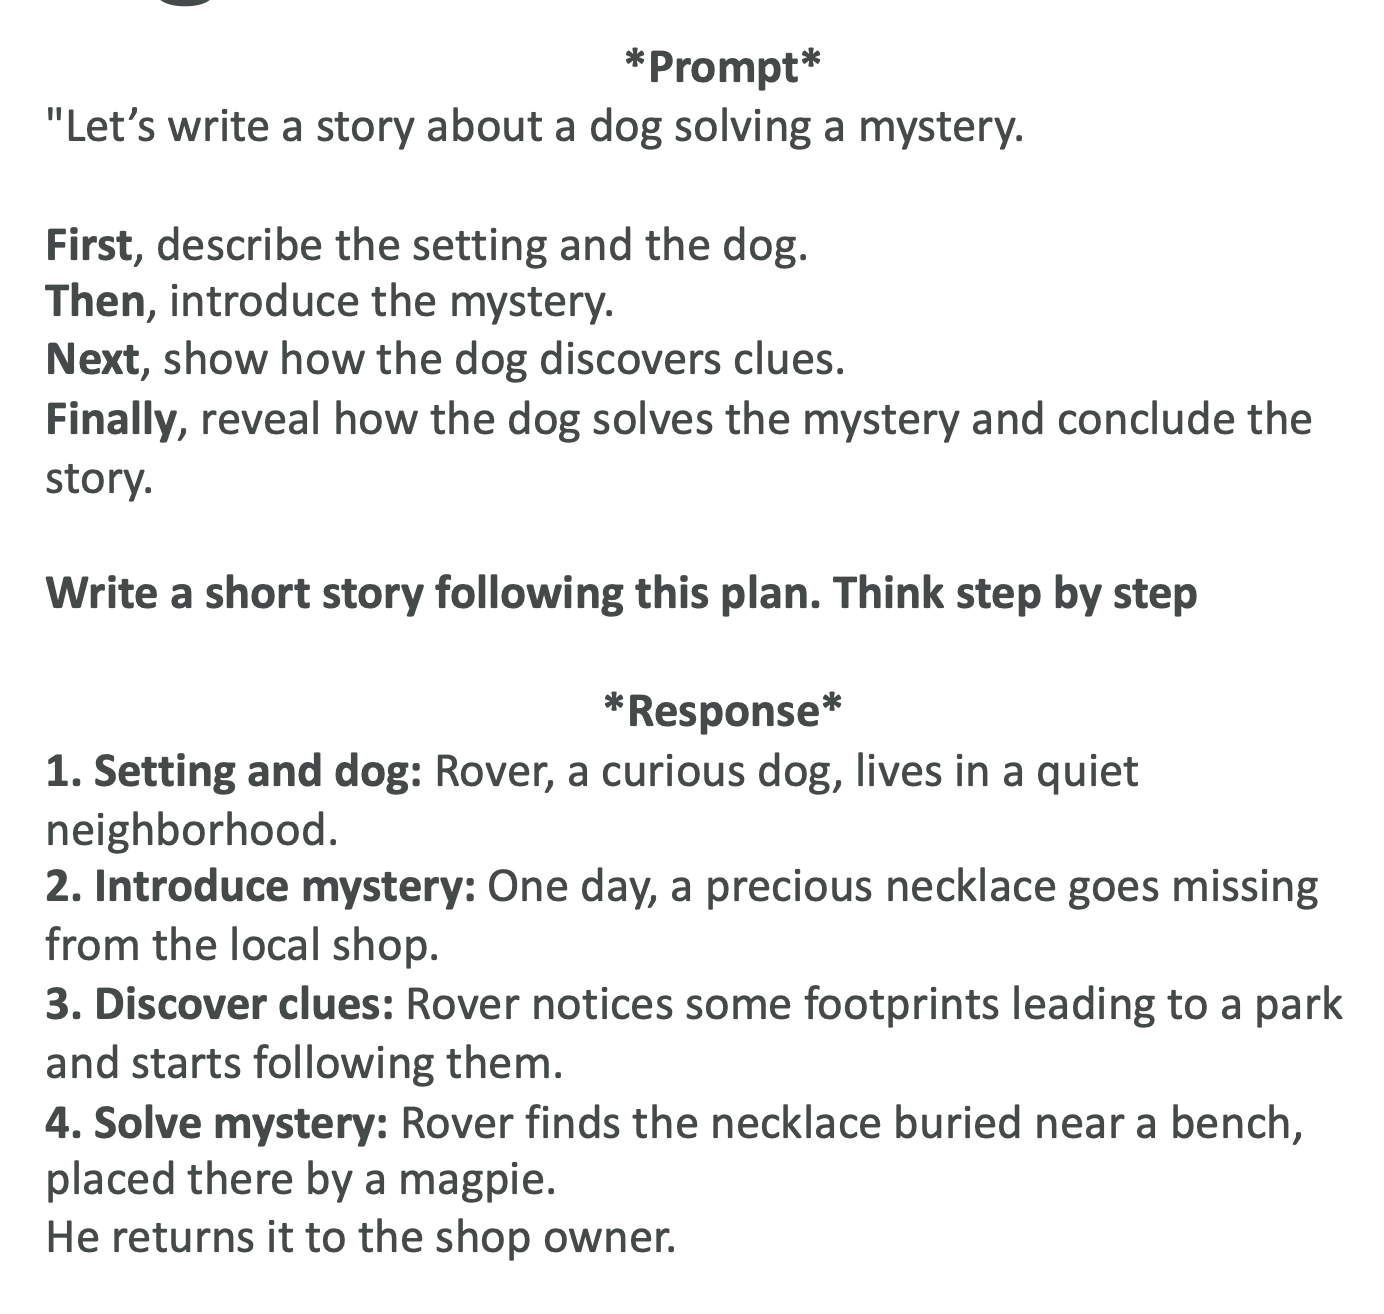 *Prompt*
"Let’s write a story about a dog solving a mystery.
First, describe the setting and the dog.
Then, introduce the mystery.
Next, show how the dog discovers clues.
Finally, reveal how the dog solves the mystery and conclude the
story.
Write a short story following this plan. Think step by step
*Response*
1. Setting and dog: Rover, a curious dog, lives in a quiet
neighborhood.
2. Introduce mystery: One day, a precious necklace goes missing
from the local shop.
3. Discover clues: Rover notices some footprints leading to a park
and starts following them.
4. Solve mystery: Rover finds the necklace buried near a bench,
placed there by a magpie.
He returns it to the shop owner.